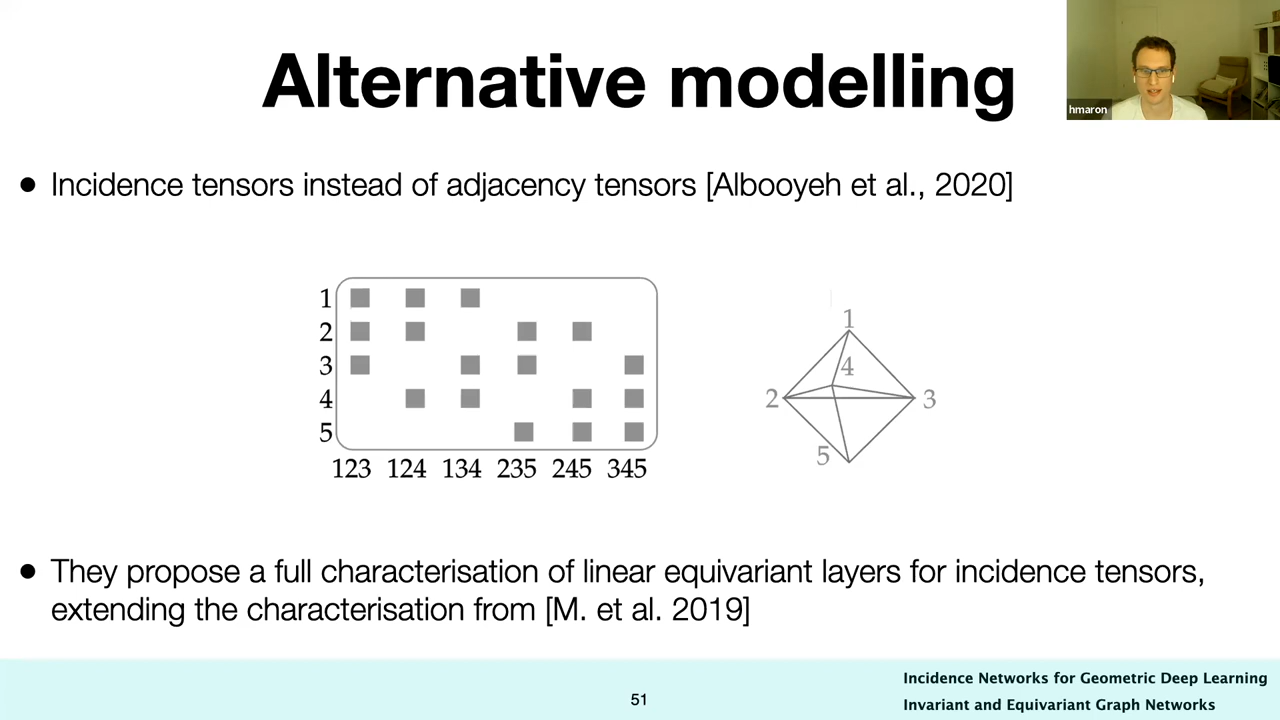 Alternative modelling
hmaron
• Incidence tensors instead of adjacency tensors [Albooyeh et al., 2020]
1
2
3
4
5
123 124 134 235 245 345
1
4
2 3
5
• They propose a full characterisation of linear equivariant layers for incidence tensors,
extending the characterisation from [M. et al. 2019]
Incidence Networks for Geometric Deep Learning
51
Invariant and Equivariant Graph Networks